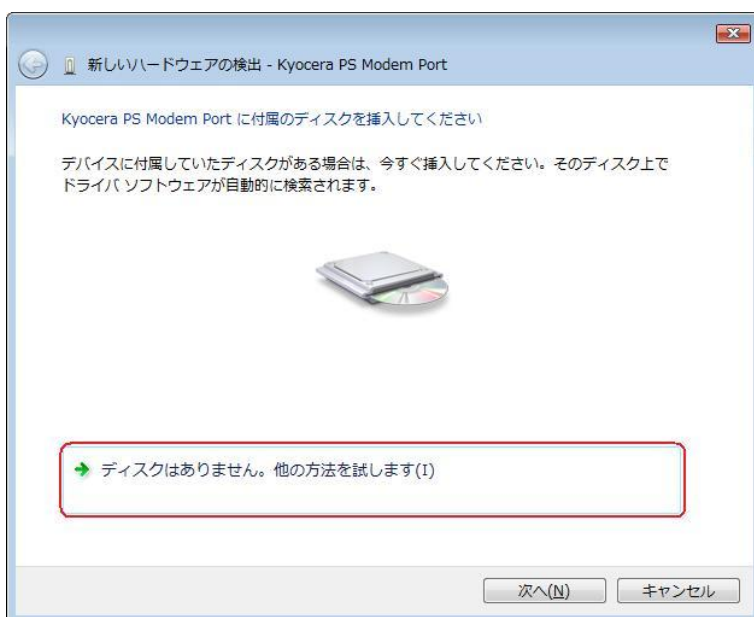 新しいハードウェアの検出 - Kyocera PS Modem Port
Kyocera PS Modem Port に付属のディスクを挿入してください
デバイスに付属していたディスクがある場合は、今すぐ挿入してください。そのディスク上で
ドライバ ソフトウェアが自動的に検索されます。
ディスクはありません。他の方法を試します(I)
次へ(N) キャンセル